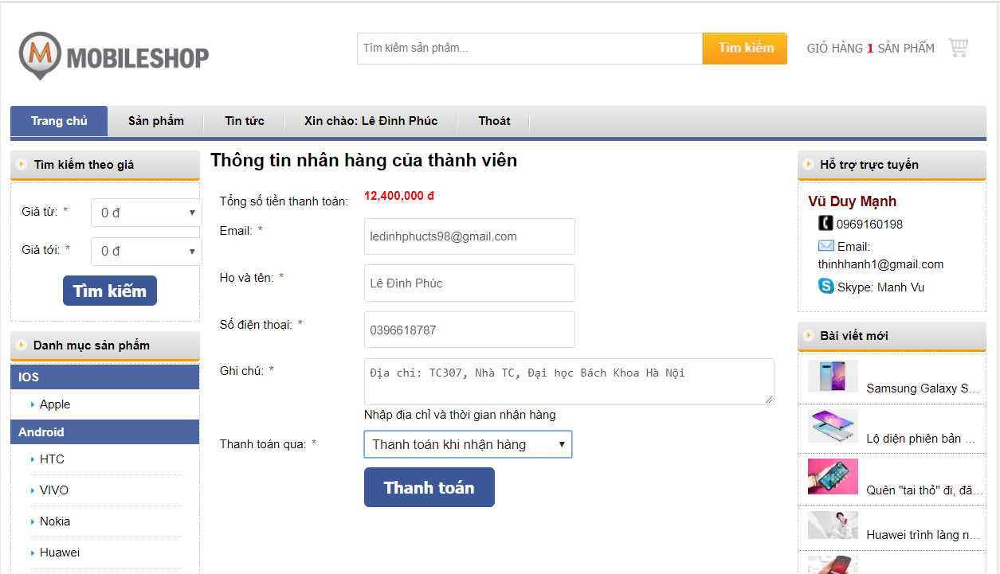 M MOBILESHOP
Tìm kiếm sản phẩm...
Tìm kiếm
GIỎ HÀNG 1 SẢN PHẨM
Trang chủ
Sản phẩm
Tin tức
Xin chào: Lê Đình Phúc
Thoát
Tìm kiếm theo giá
Giá từ: *
0 đ
Giá tới: *
0 đ
Tìm kiếm
Danh mục sản phẩm
IOS
Apple
Android
HTC
VIVO
Nokia
Huawei
Thông tin nhân hàng của thành viên
Tổng số tiền thanh toán:
12,400,000 đ
Email: *
ledinhphucts98@gmail.com
Họ và tên: *
Lê Đình Phúc
Số điện thoại: *
0396618787
Ghi chú: *
Địa chỉ: TC307, Nhà TC, Đại học Bách Khoa Hà Nội
Nhập địa chỉ và thời gian nhận hàng
Thanh toán qua: *
Thanh toán khi nhận hàng
Thanh toán
Hỗ trợ trực tuyến
Vũ Duy Mạnh
0969160198
Email:
thinhhanh1@gmail.com
Skype: Manh Vu
Bài viết mới
Samsung Galaxy S...
Lộ diện phiên bản ...
Quên "tai thỏ" đi, đâ...
Huawei trình làng n...